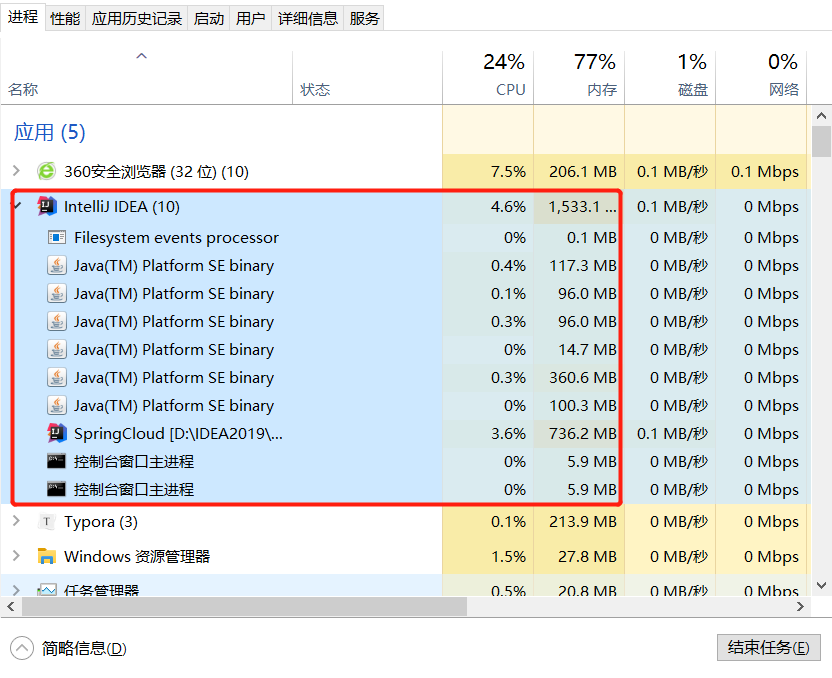 进程 性能 应用历史记录 启动 用户 详细信息 服务
24% 77% 1% 0%
名称 状态 CPU 内存 磁盘 网络
应用 (5)
360安全浏览器 (32 位) (10) 7.5% 206.1 MB 0.1 MB/秒 0.1 Mbps
IntelliJ IDEA (10) 4.6% 1,533.1 ... 0.1 MB/秒 0 Mbps
Filesystem events processor 0% 0.1 MB 0 MB/秒 0 Mbps
Java(TM) Platform SE binary 0.4% 117.3 MB 0 MB/秒 0 Mbps
Java(TM) Platform SE binary 0.1% 96.0 MB 0 MB/秒 0 Mbps
Java(TM) Platform SE binary 0.3% 96.0 MB 0 MB/秒 0 Mbps
Java(TM) Platform SE binary 0% 14.7 MB 0 MB/秒 0 Mbps
Java(TM) Platform SE binary 0.3% 360.6 MB 0 MB/秒 0 Mbps
Java(TM) Platform SE binary 0% 100.3 MB 0 MB/秒 0 Mbps
SpringCloud [D:\IDEA2019\... 3.6% 736.2 MB 0.1 MB/秒 0 Mbps
控制台窗口主进程 0% 5.9 MB 0 MB/秒 0 Mbps
控制台窗口主进程 0% 5.9 MB 0 MB/秒 0 Mbps
Typora (3) 0.1% 213.9 MB 0 MB/秒 0 Mbps
Windows 资源管理器 1.5% 27.8 MB 0 MB/秒 0 Mbps
任务管理器 0.5% 20.8 MB 0 MB/秒 0 Mbps
简略信息(D) 结束任务(E)